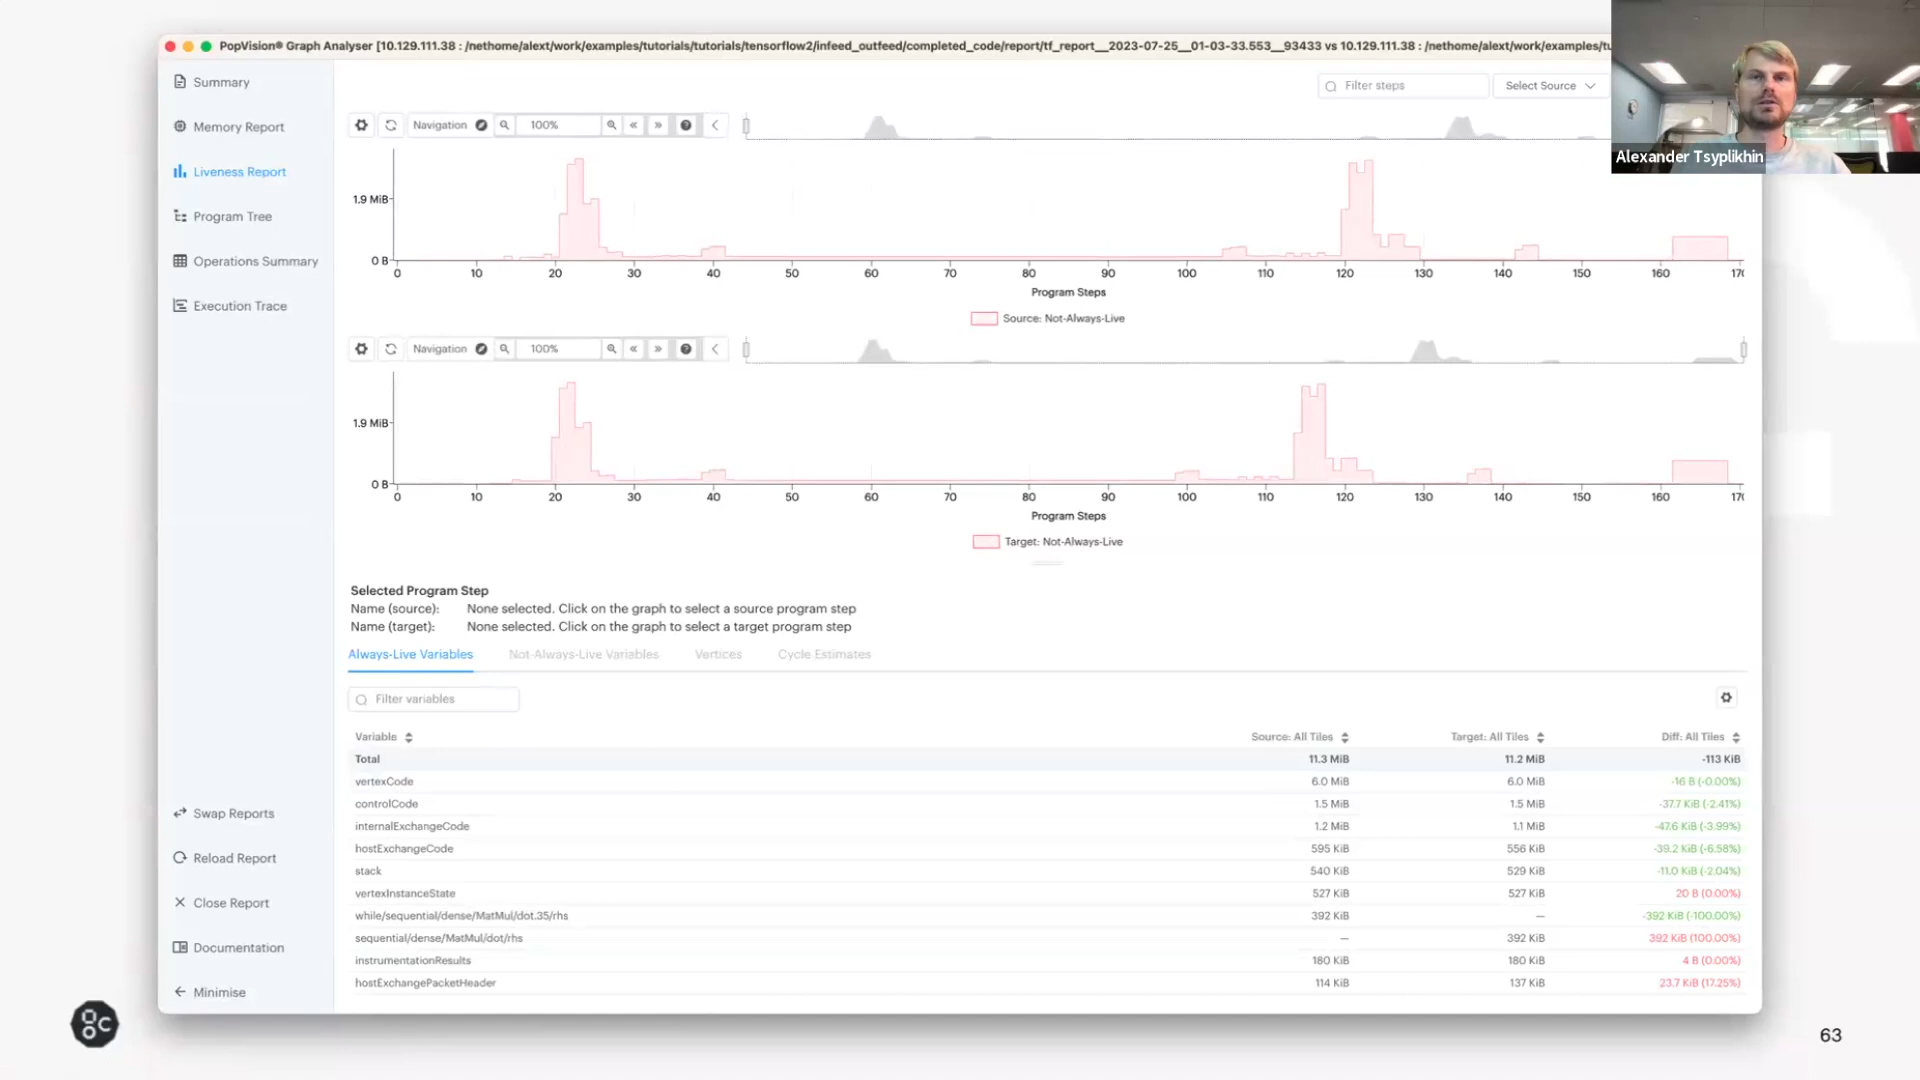 PopVision® Graph Analyser [10.129.111.38 : /nethome/alext/work/examples/tutorials/tutorials/tensorflow2/infeed_outfeed/completed_code/report/tf_report__2023-07-25__01-03-33.553__93433 vs 10.129.111.38 : /nethome/alext/work/examples/tu
Alexander Tsyplikhin
Summary
Memory Report
Liveness Report
Program Tree
Operations Summary
Execution Trace
Swap Reports
Reload Report
Close Report
Documentation
Minimise
Filter steps
Select Source
Navigation 100%
1.9 MiB
0 B
0 10 20 30 40 50 60 70 80 90 100 110 120 130 140 150 160 170
Program Steps
Source: Not-Always-Live
Navigation 100%
1.9 MiB
0 B
0 10 20 30 40 50 60 70 80 90 100 110 120 130 140 150 160 170
Program Steps
Target: Not-Always-Live
Selected Program Step
Name (source): None selected. Click on the graph to select a source program step
Name (target): None selected. Click on the graph to select a target program step
Always-Live Variables Not-Always-Live Variables Vertices Cycle Estimates
Filter variables
Variable Source: All Tiles Target: All Tiles Diff: All Tiles
Total 11.3 MiB 11.2 MiB -113 KiB
vertexCode 6.0 MiB 6.0 MiB -16 B (-0.00%)
controlCode 1.5 MiB 1.5 MiB -37.7 KiB (-2.41%)
internalExchangeCode 1.2 MiB 1.1 MiB -47.6 KiB (-3.99%)
hostExchangeCode 595 KiB 556 KiB -39.2 KiB (-6.58%)
stack 540 KiB 529 KiB -11.0 KiB (-2.04%)
vertexInstanceState 527 KiB 527 KiB 20 B (0.00%)
while/sequential/dense/MatMul/dot.35/rhs 392 KiB — -392 KiB (-100.00%)
sequential/dense/MatMul/dot/rhs — 392 KiB 392 KiB (100.00%)
instrumentationResults 180 KiB 180 KiB 4 B (0.00%)
hostExchangePacketHeader 114 KiB 137 KiB 23.7 KiB (17.25%)
63